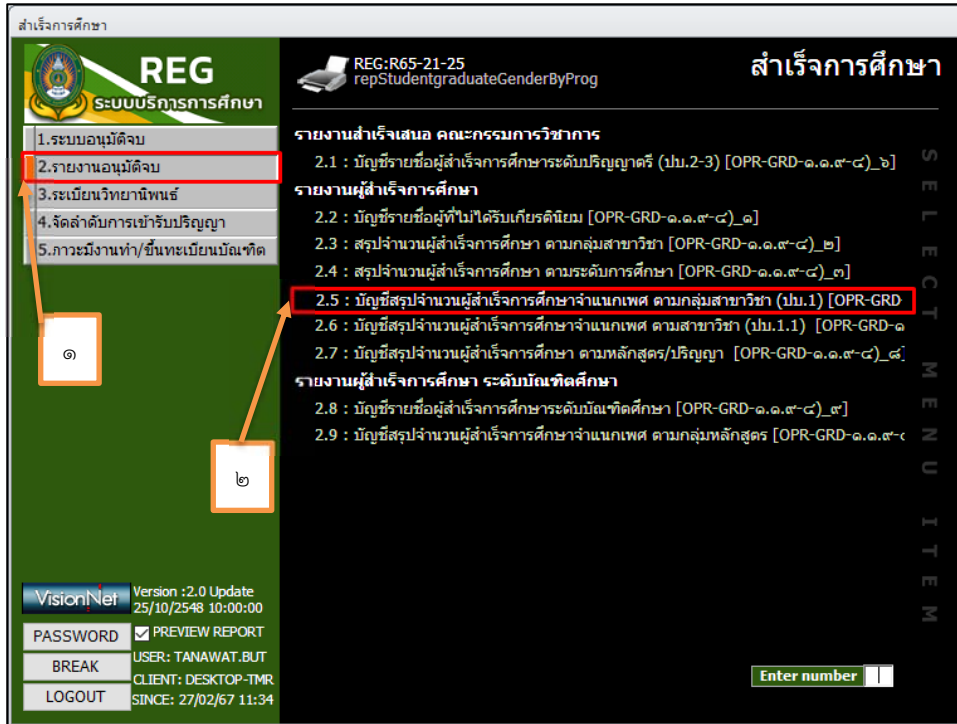 สำเร็จการศึกษา
REG
ระบบบริการการศึกษา
1.ระบบอนุมัติจบ
2.รายงานอนุมัติจบ
3.ระเบียนวิทยานิพนธ์
4.จัดลำดับการเข้ารับปริญญา
5.ภาวะมีงานทำ/ขึ้นทะเบียนบัณฑิต
๑
๒
VisionNet
Version :2.0 Update
25/10/2548 10:00:00
PASSWORD
PREVIEW REPORT
BREAK
USER: TANAWAT.BUT
CLIENT: DESKTOP-TMR
LOGOUT
SINCE: 27/02/67 11:34
REG:R65-21-25
repStudentgraduateGenderByProg
สำเร็จการศึกษา
รายงานสำเร็จเสนอ คณะกรรมการวิชาการ
2.1 : บัญชีรายชื่อผู้สำเร็จการศึกษาระดับปริญญาตรี (ปบ.2-3) [OPR-GRD-๑.๑.๙-๔)_๖]
รายงานผู้สำเร็จการศึกษา
2.2 : บัญชีรายชื่อผู้ที่ไม่ได้รับเกียรตินิยม [OPR-GRD-๑.๑.๙-๔)_๑]
2.3 : สรุปจำนวนผู้สำเร็จการศึกษา ตามกลุ่มสาขาวิชา [OPR-GRD-๑.๑.๙-๔)_๒]
2.4 : สรุปจำนวนผู้สำเร็จการศึกษา ตามระดับการศึกษา [OPR-GRD-๑.๑.๙-๔)_๓]
2.5 : บัญชีสรุปจำนวนผู้สำเร็จการศึกษาจำแนกเพศ ตามกลุ่มสาขาวิชา (ปบ.1) [OPR-GRD-
2.6 : บัญชีสรุปจำนวนผู้สำเร็จการศึกษาจำแนกเพศ ตามสาขาวิชา (ปบ.1.1) [OPR-GRD-๑
2.7 : บัญชีสรุปจำนวนผู้สำเร็จการศึกษา ตามหลักสูตร/ปริญญา [OPR-GRD-๑.๑.๙-๔)_๘]
รายงานผู้สำเร็จการศึกษา ระดับบัณฑิตศึกษา
2.8 : บัญชีรายชื่อผู้สำเร็จการศึกษาระดับบัณฑิตศึกษา [OPR-GRD-๑.๑.๙-๔)_๙]
2.9 : บัญชีสรุปจำนวนผู้สำเร็จการศึกษาจำแนกเพศ ตามกลุ่มหลักสูตร [OPR-GRD-๑.๑.๙-
SELECT MENU ITEM
Enter number